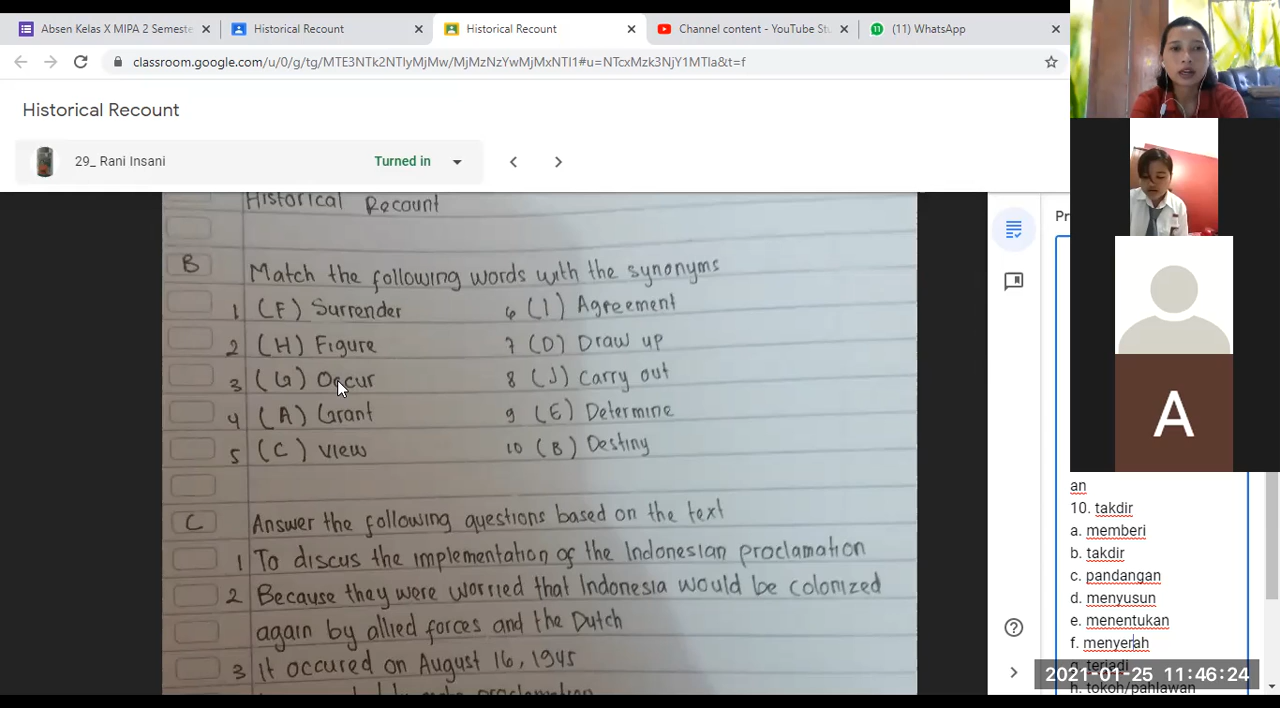 Absen Kelas X MIPA 2 Semeste
Historical Recount
Historical Recount
Channel content - YouTube Stu
(11) WhatsApp
classroom.google.com/u/0/g/tg/MTE3NTk2NTIyMjMw/MjMzNzYwMjMxNTI1#u=NTcxMzk3NjY1MTIa&t=f
Historical Recount
29_ Rani Insani
Turned in
Historical Recount
B Match the following words with the synonyms
1 (F) Surrender
2 (H) Figure
3 (G) Occur
4 (A) Grant
5 (C) View
6 (I) Agreement
7 (D) Draw up
8 (J) Carry out
9 (E) Determine
10 (B) Destiny
C Answer the following questions based on the text
1 To discus the implementation of the Indonesian proclamation
2 Because they were worried that Indonesia would be colonized
again by allied forces and the Dutch
3 It occured on August 16, 1945
proclamation
Pr
A
an
10. takdir
a. memberi
b. takdir
c. pandangan
d. menyusun
e. menentukan
f. menyerah
g. terjadi
h. tokoh/pahlawan
2021-01-25 11:46:24